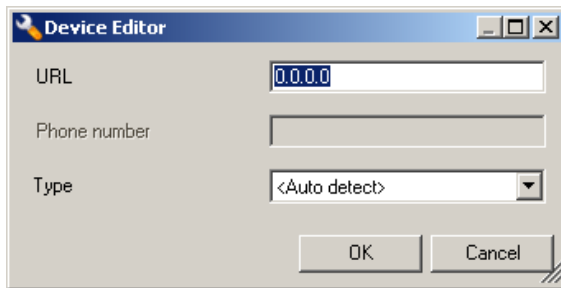 Device Editor
URL 0.0.0.0
Phone number
Type <Auto detect>
OK Cancel